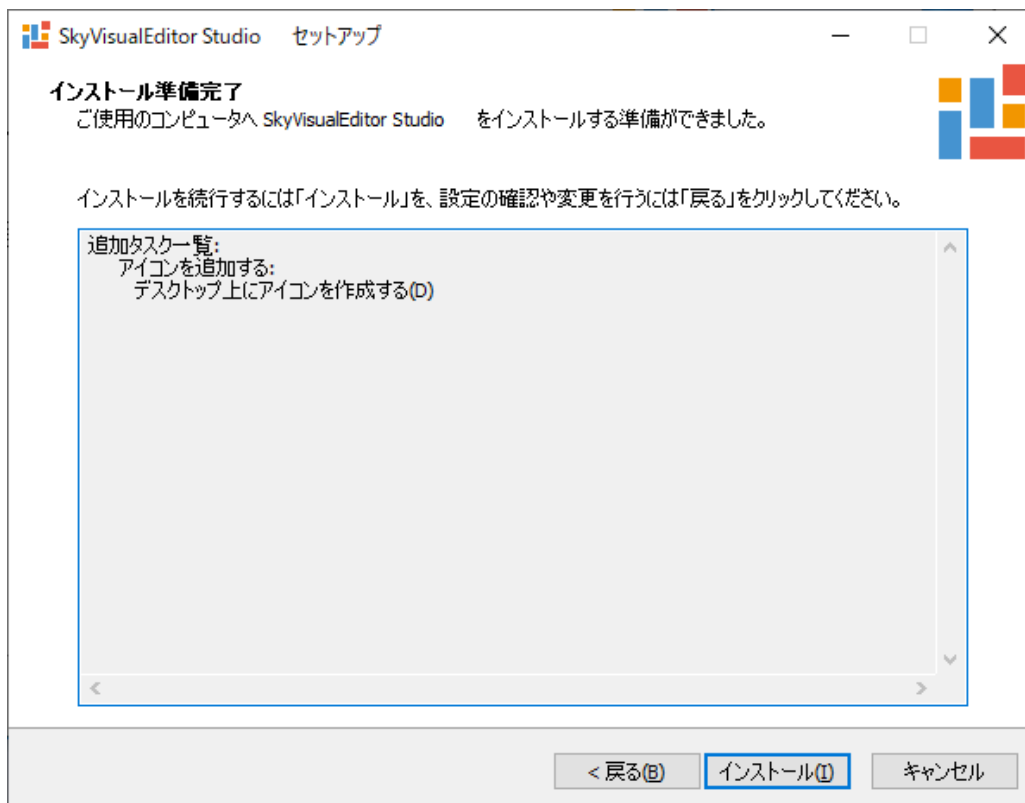 SkyVisualEditor Studio セットアップ
インストール準備完了
ご使用のコンピュータへ SkyVisualEditor Studio をインストールする準備ができました。
インストールを続行するには「インストール」を、設定の確認や変更を行うには「戻る」をクリックしてください。
追加タスク一覧:
アイコンを追加する:
デスクトップ上にアイコンを作成する(D)
< 戻る(B) インストール(I) キャンセル